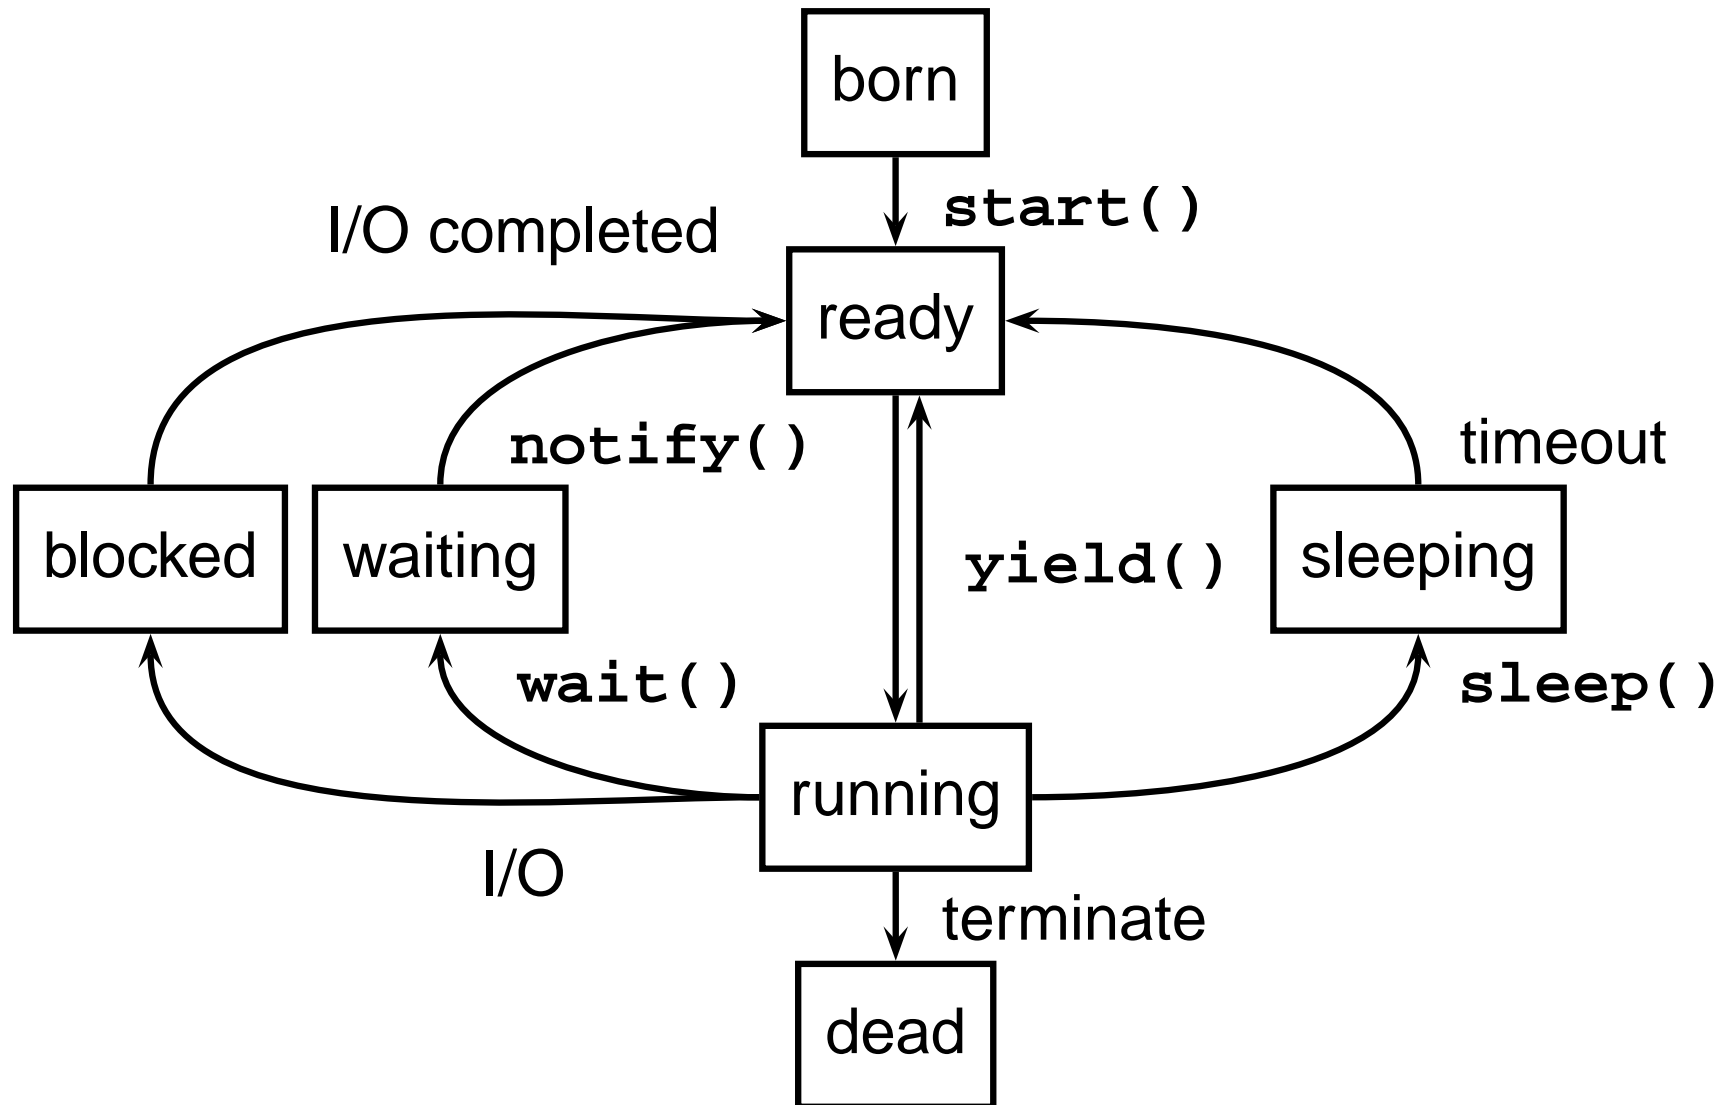 born
start()
I/O completed
ready
notify()
timeout
blocked
waiting
yield()
sleeping
wait()
sleep()
running
I/O
terminate
dead